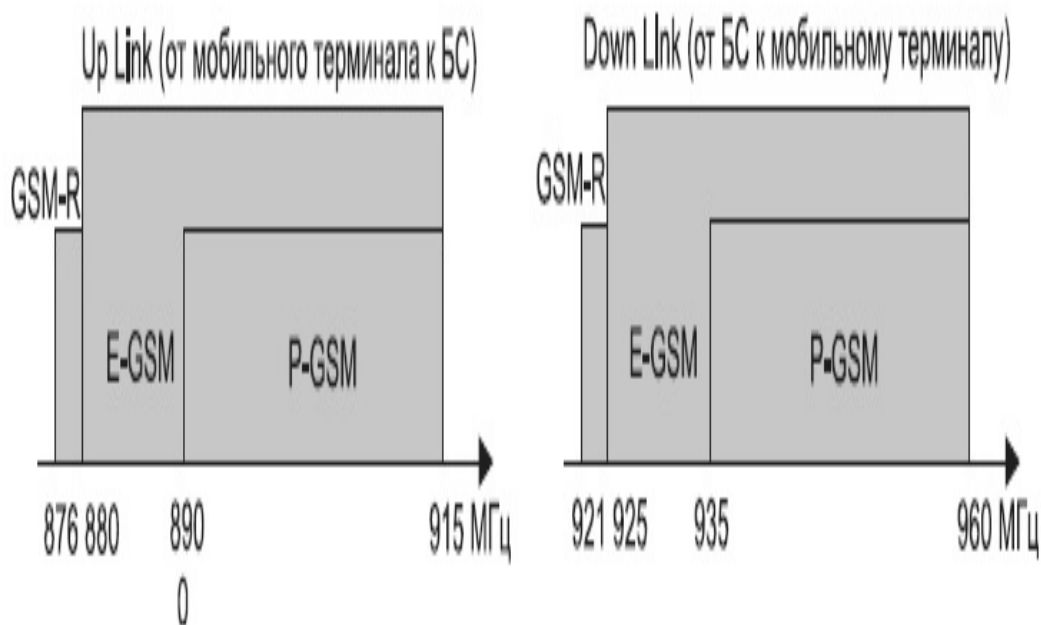 Up Link (от мобильного терминала к БС)
GSM-R
E-GSM
P-GSM
876 880 890 915 МГц
0
Down LInk (от БС к мобильному терминалу)
GSM-R
E-GSM
P-GSM
921 925 935 960 МГц